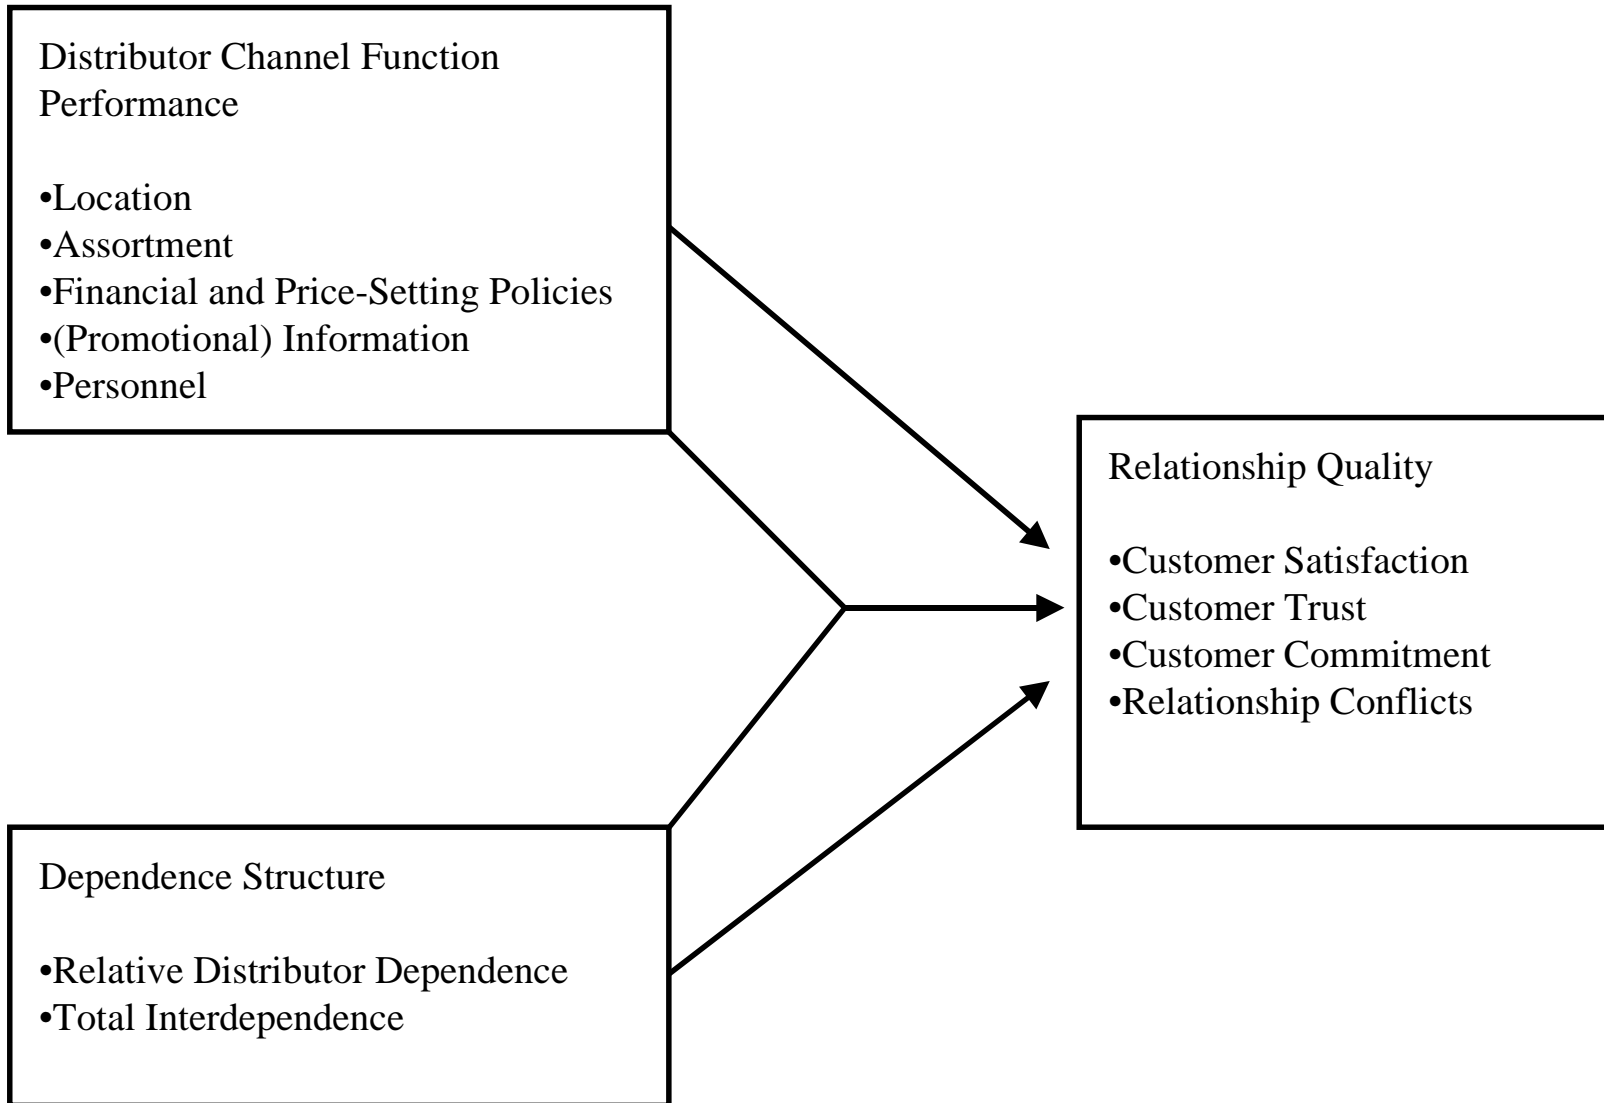 Distributor Channel Function
Performance
•Location
•Assortment
•Financial and Price-Setting Policies
•(Promotional) Information
•Personnel
Relationship Quality
•Customer Satisfaction
•Customer Trust
•Customer Commitment
•Relationship Conflicts
Dependence Structure
•Relative Distributor Dependence
•Total Interdependence